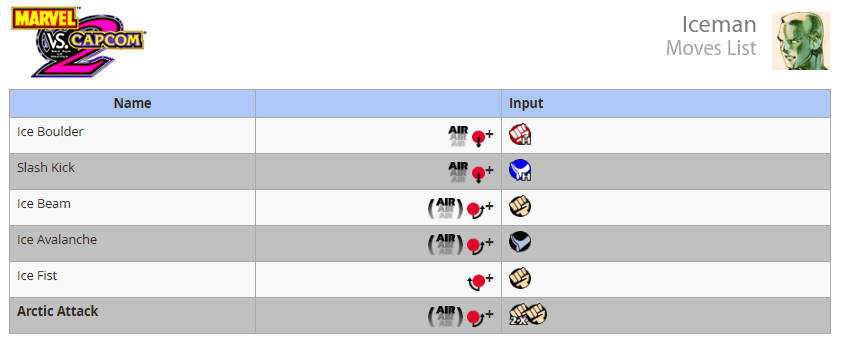 MARVEL
VS. CAPCOM
2
Iceman
Moves List
Name Input
Ice Boulder AIR + H
Slash Kick AIR + H
Ice Beam (AIR) +
Ice Avalanche (AIR) +
Ice Fist +
Arctic Attack (AIR) + 2X